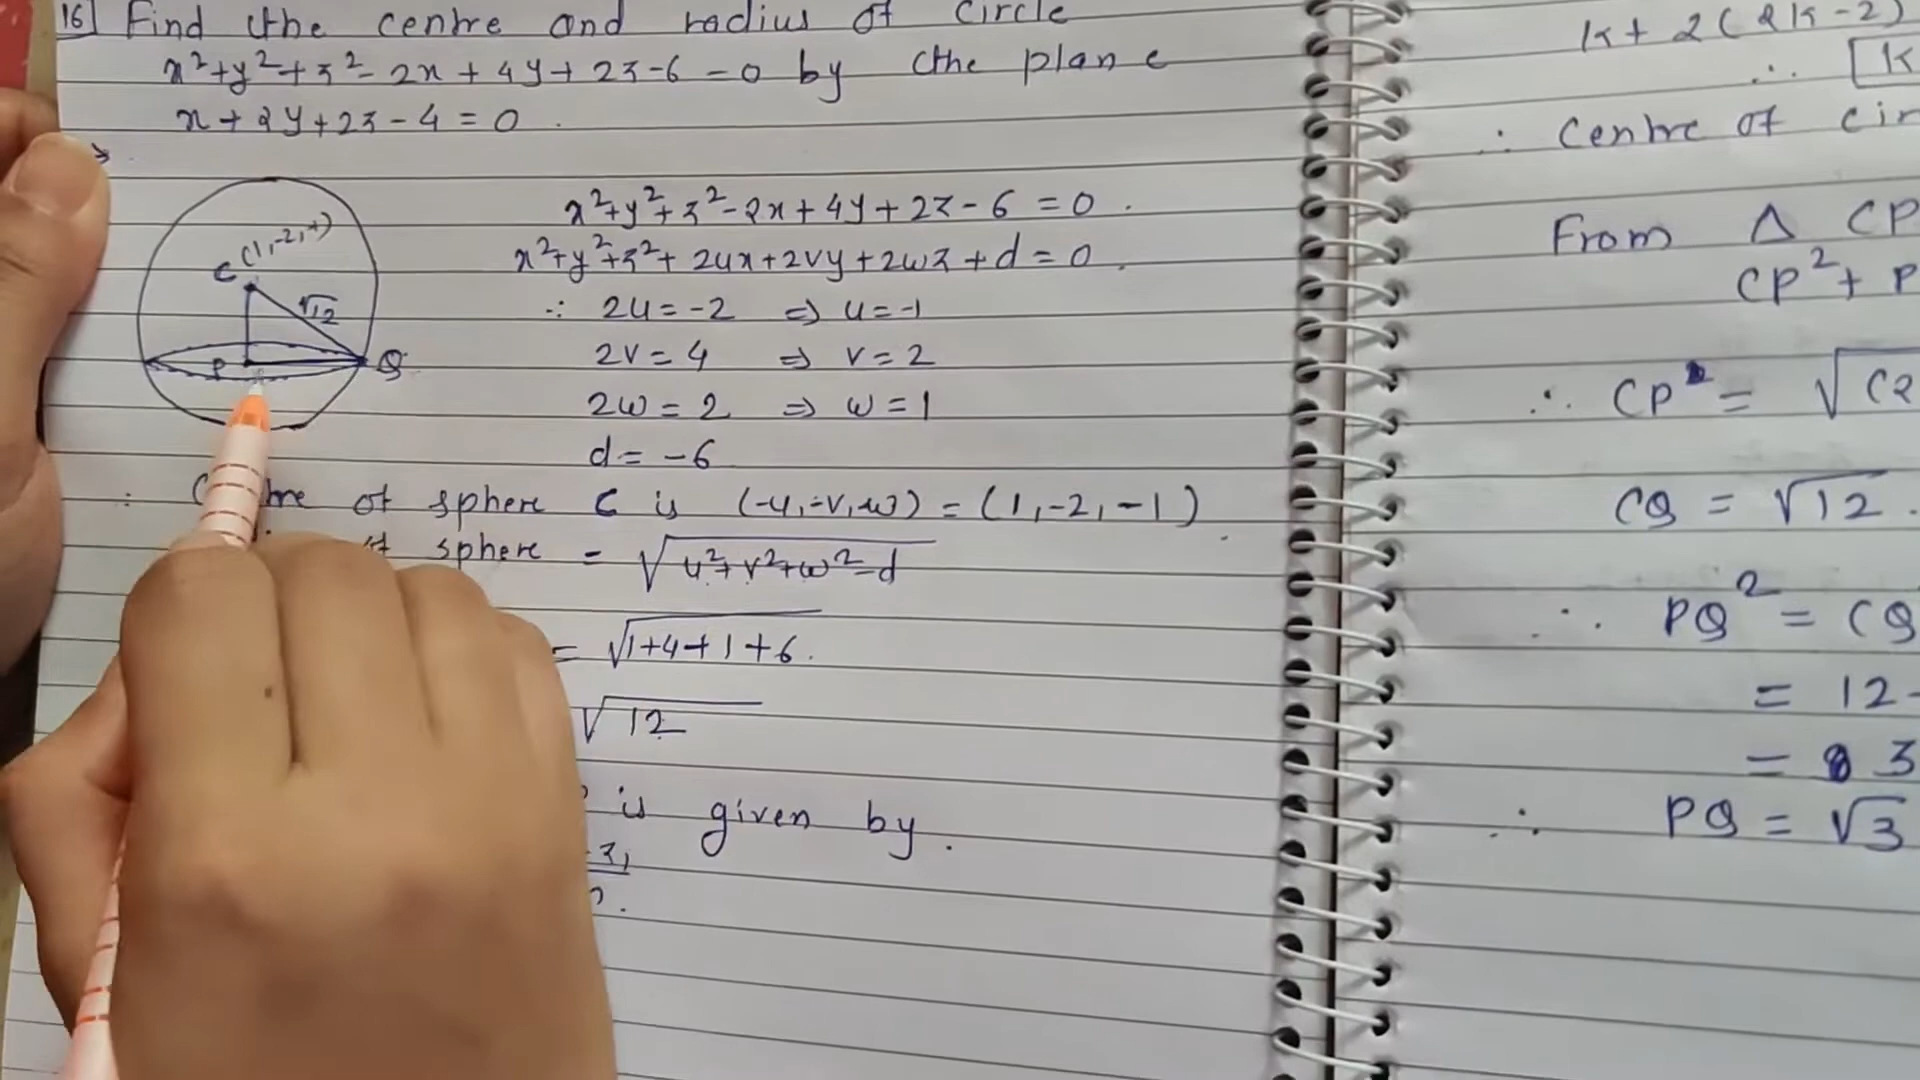 16] Find the centre and radius of circle
x²+y²+z²-2x+4y+2z-6=0 by the plane
x+2y+2z-4=0.
C (1,-2,-1)
√12
P
Q
x²+y²+z²-2x+4y+2z-6=0.
x²+y²+z²+2ux+2vy+2wz+d=0.
∴ 2u=-2 ⇒ u=-1
2v=4 ⇒ v=2
2w=2 ⇒ w=1
d=-6
of sphere C is (-u,-v,-w)=(1,-2,-1).
sphere = √u²+v²+w²-d
= √1+4+1+6.
√12
is given by.
k+2(2k-2)
∴ [k
∴ Centre of cir
From Δ CP
CP²+P
∴ CP = √(2
CQ = √12.
∴ PQ² = CQ
= 12-
= 3
∴ PQ = √3